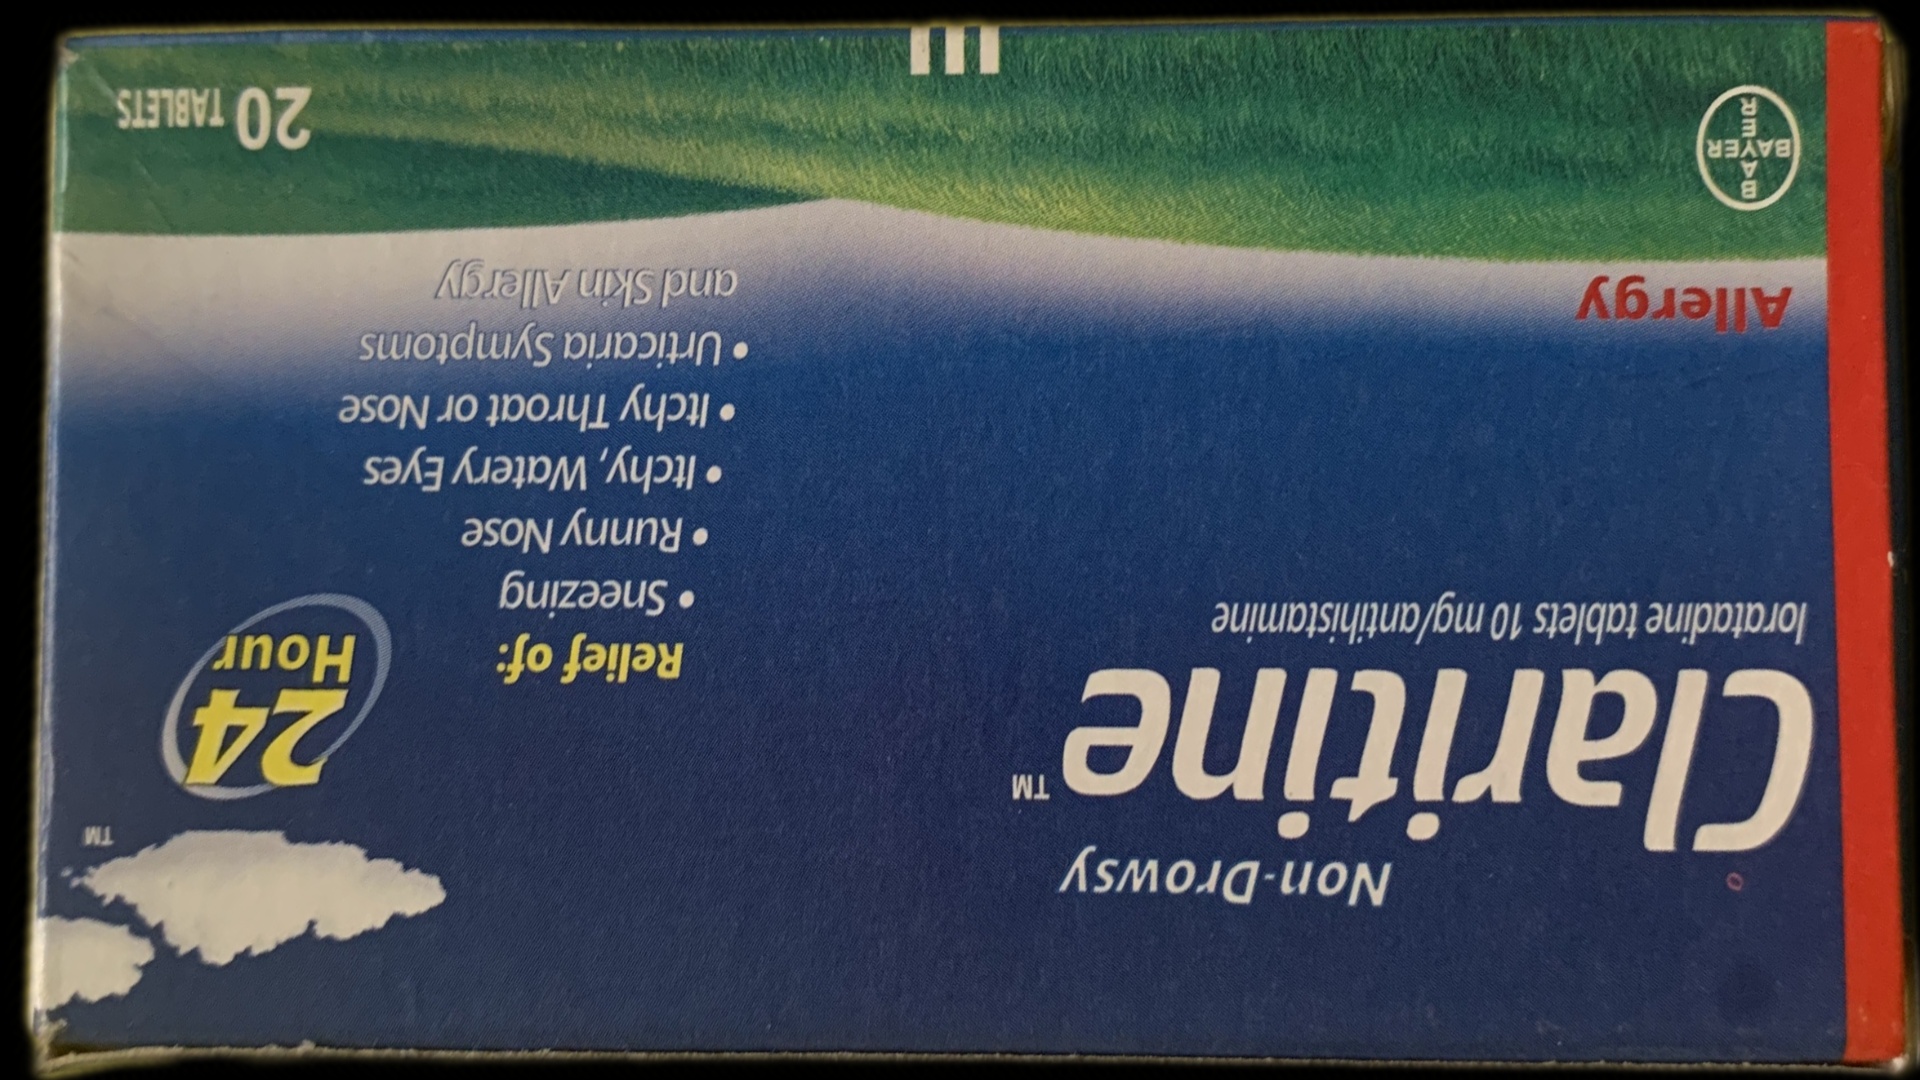 Non-Drowsy
Claritine™
loratadine tablets 10 mg/antihistamine
Allergy
BAYER
BAYER
™
24
Hour
Relief of:
• Sneezing
• Runny Nose
• Itchy, Watery Eyes
• Itchy Throat or Nose
• Urticaria Symptoms
and Skin Allergy
20 TABLETS